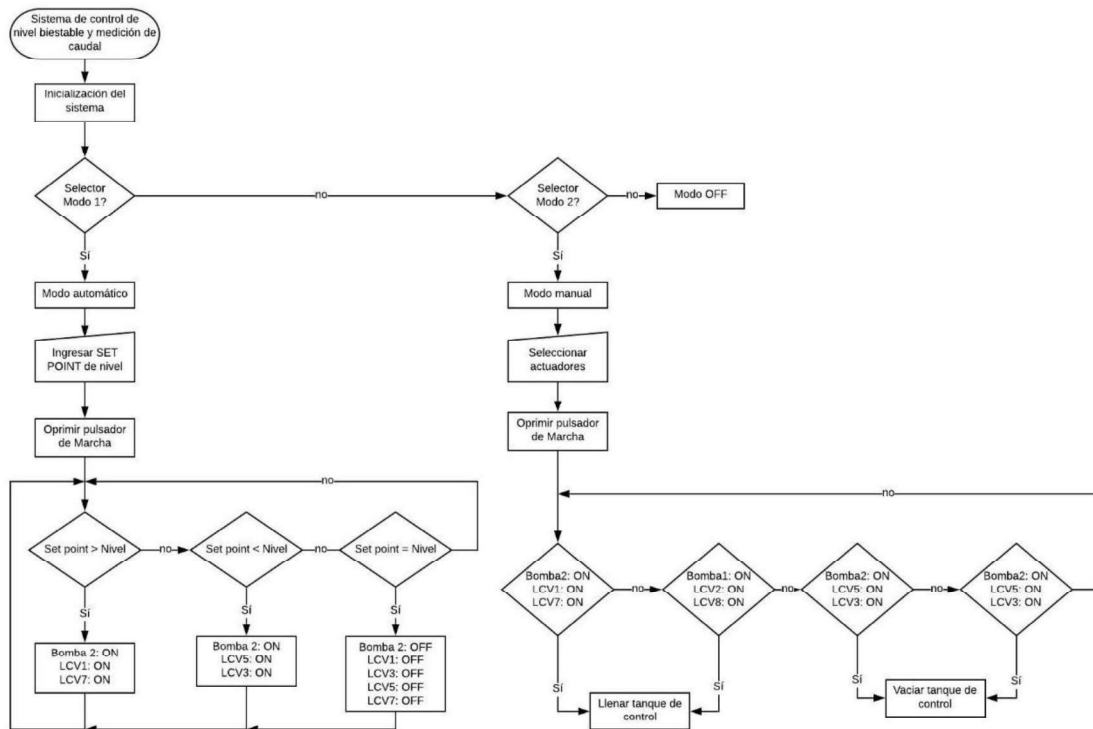 Sistema de control de
nivel biestable y medición de
caudal
Inicialización del
sistema
Selector
Modo 1?
no
Selector
Modo 2?
no
Modo OFF
Sí
Sí
Modo automático
Modo manual
Ingresar SET
POINT de nivel
Seleccionar
actuadores
Oprimir pulsador
de Marcha
Oprimir pulsador
de Marcha
no
no
Set point > Nivel
no
Set point < Nivel
no
Set point = Nivel
Bomba2: ON
LCV1: ON
LCV7: ON
no
Bomba1: ON
LCV2: ON
LCV8: ON
no
Bomba2: ON
LCV5: ON
LCV3: ON
no
Bomba2: ON
LCV5: ON
LCV3: ON
Sí
Sí
Sí
Bomba 2: ON
LCV1: ON
LCV7: ON
Bomba 2: ON
LCV5: ON
LCV3: ON
Bomba 2: OFF
LCV1: OFF
LCV3: OFF
LCV5: OFF
LCV7: OFF
Sí
Sí
Sí
Sí
Llenar tanque de
control
Vaciar tanque de
control